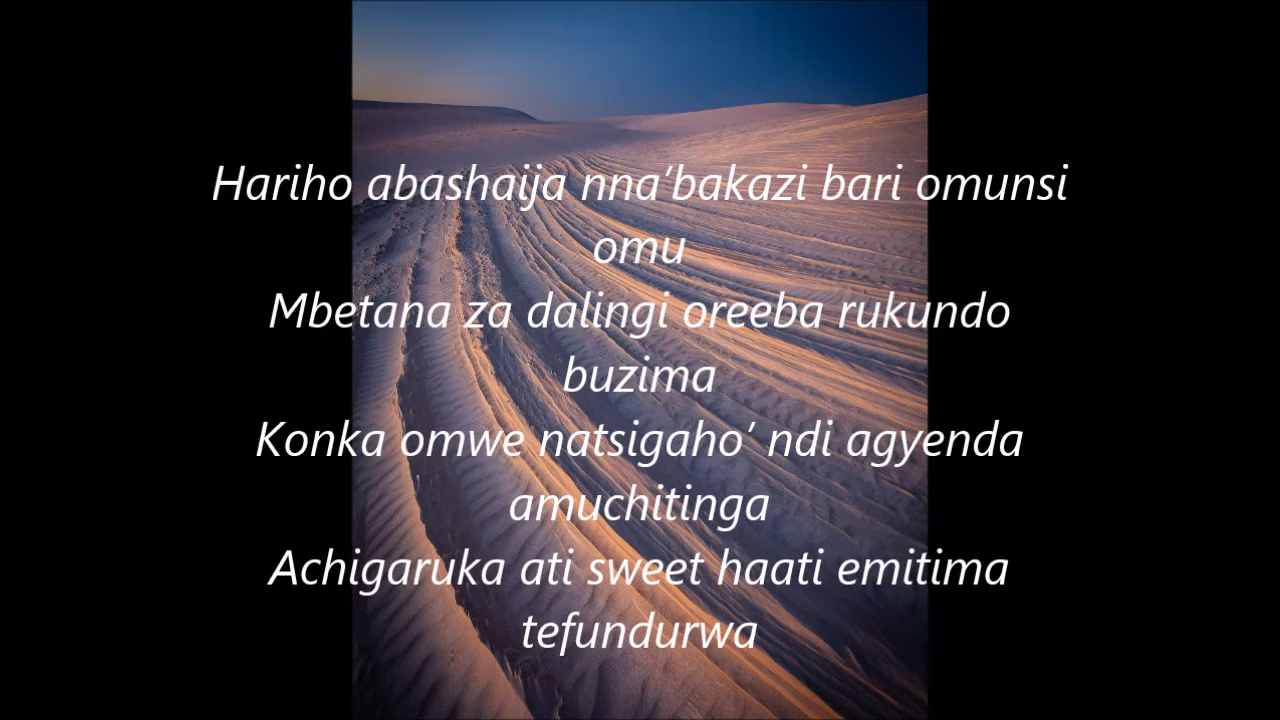 Hariho abashaija nna’bakazi bari omunsi
omu
Mbetana za dalingi oreeba rukundo
buzima
Konka omwe natsigaho’ ndi agyenda
amuchitinga
Achigaruka ati sweet haati emitima
tefundurwa